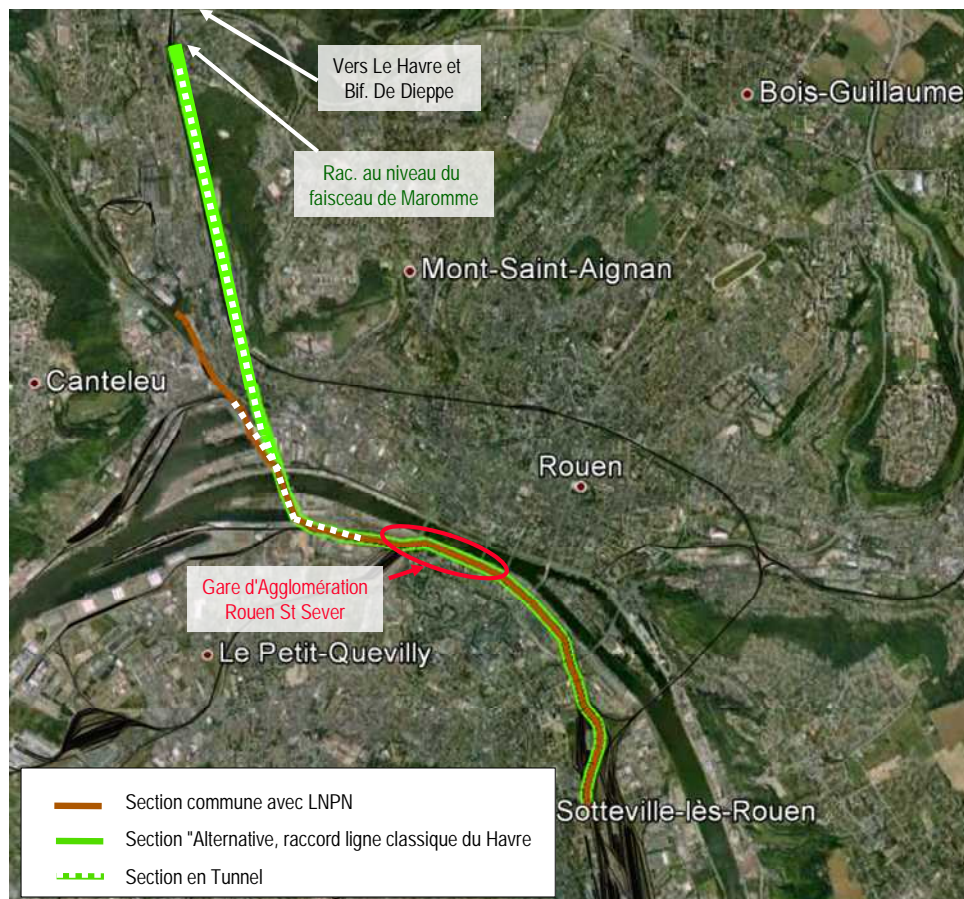 Vers Le Havre et
Bif. De Dieppe
Bois-Guillaume
Rac. au niveau du
faisceau de Maromme
Mont-Saint-Aignan
Canteleu
Rouen
Gare d'Agglomération
Rouen St Sever
Le Petit-Quevilly
Sotteville-lès-Rouen
Section commune avec LNPN
Section "Alternative, raccord ligne classique du Havre
Section en Tunnel